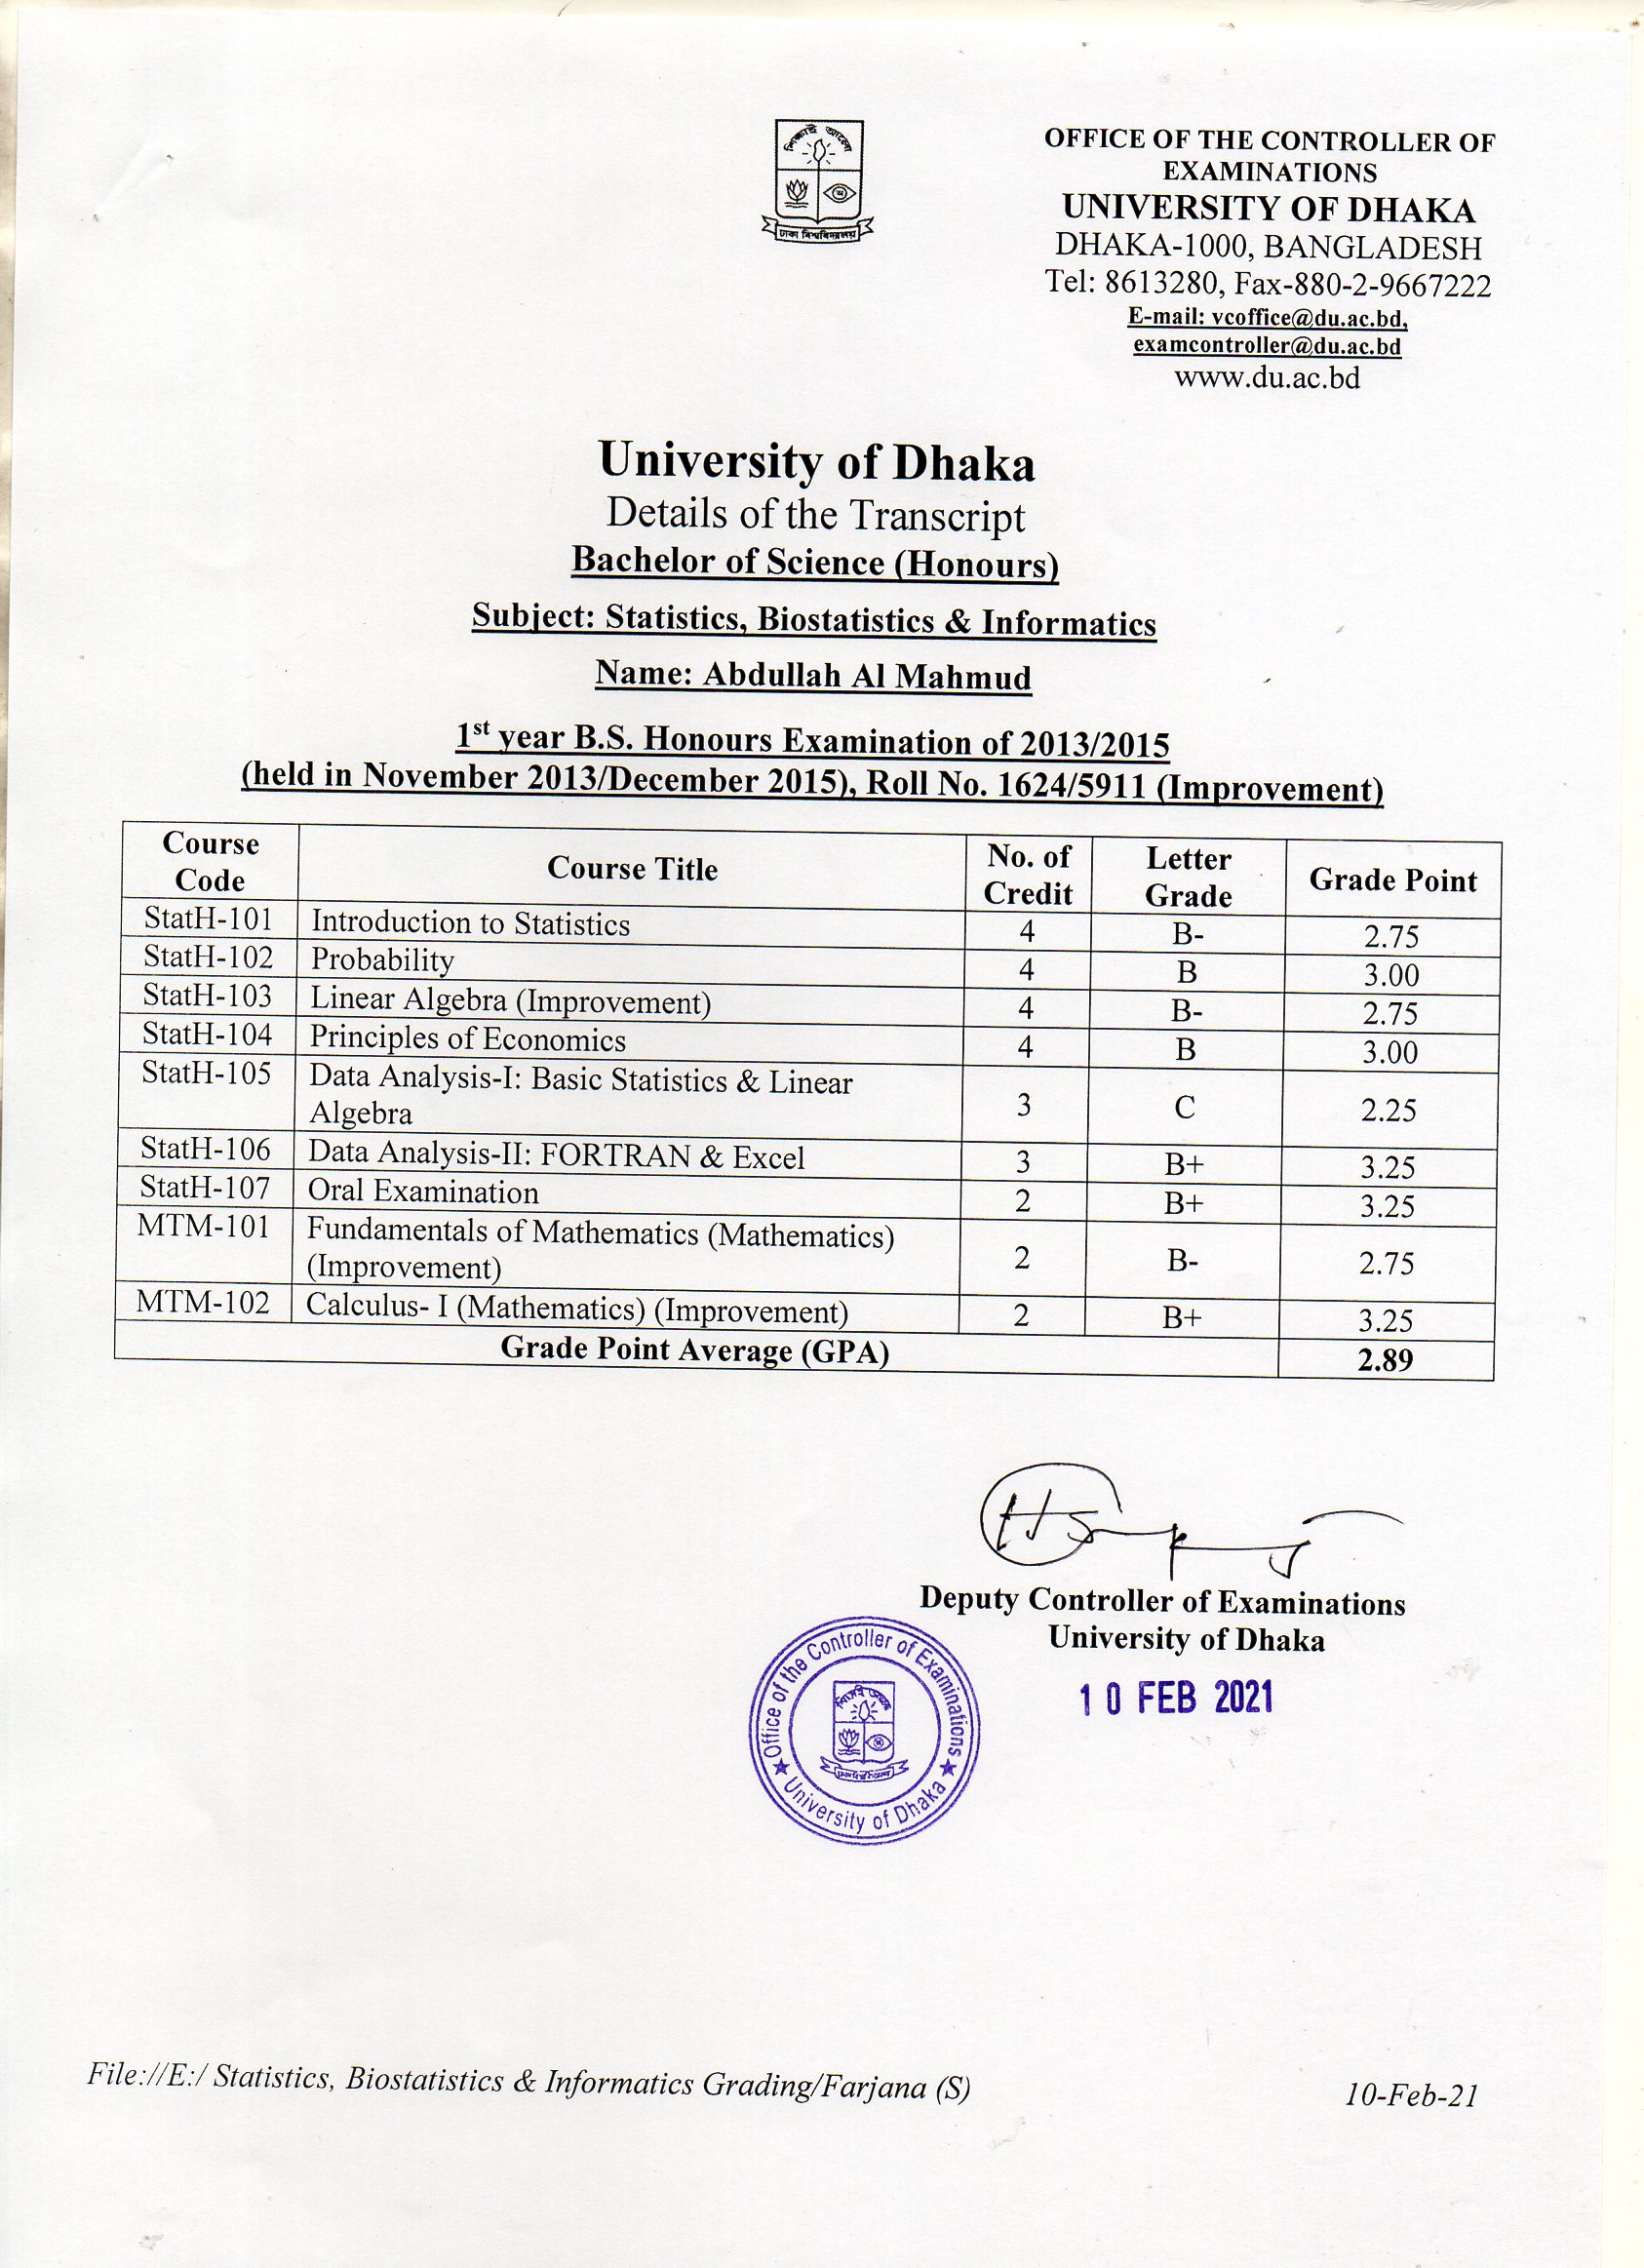 শিক্ষাই আলো
ঢাকা বিশ্ববিদ্যালয়
OFFICE OF THE CONTROLLER OF
EXAMINATIONS
UNIVERSITY OF DHAKA
DHAKA-1000, BANGLADESH
Tel: 8613280, Fax-880-2-9667222
E-mail: vcoffice@du.ac.bd,
examcontroller@du.ac.bd
www.du.ac.bd
University of Dhaka
Details of the Transcript
Bachelor of Science (Honours)
Subject: Statistics, Biostatistics & Informatics
Name: Abdullah Al Mahmud
1st year B.S. Honours Examination of 2013/2015
(held in November 2013/December 2015), Roll No. 1624/5911 (Improvement)
Course Code Course Title No. of Credit Letter Grade Grade Point
StatH-101 Introduction to Statistics 4 B- 2.75
StatH-102 Probability 4 B 3.00
StatH-103 Linear Algebra (Improvement) 4 B- 2.75
StatH-104 Principles of Economics 4 B 3.00
StatH-105 Data Analysis-I: Basic Statistics & Linear
Algebra 3 C 2.25
StatH-106 Data Analysis-II: FORTRAN & Excel 3 B+ 3.25
StatH-107 Oral Examination 2 B+ 3.25
MTM-101 Fundamentals of Mathematics (Mathematics)
(Improvement) 2 B- 2.75
MTM-102 Calculus- I (Mathematics) (Improvement) 2 B+ 3.25
Grade Point Average (GPA) 2.89
Deputy Controller of Examinations
University of Dhaka
10 FEB 2021
Office of the Controller of Examinations
University of Dhaka
File://E:/ Statistics, Biostatistics & Informatics Grading/Farjana (S) 10-Feb-21